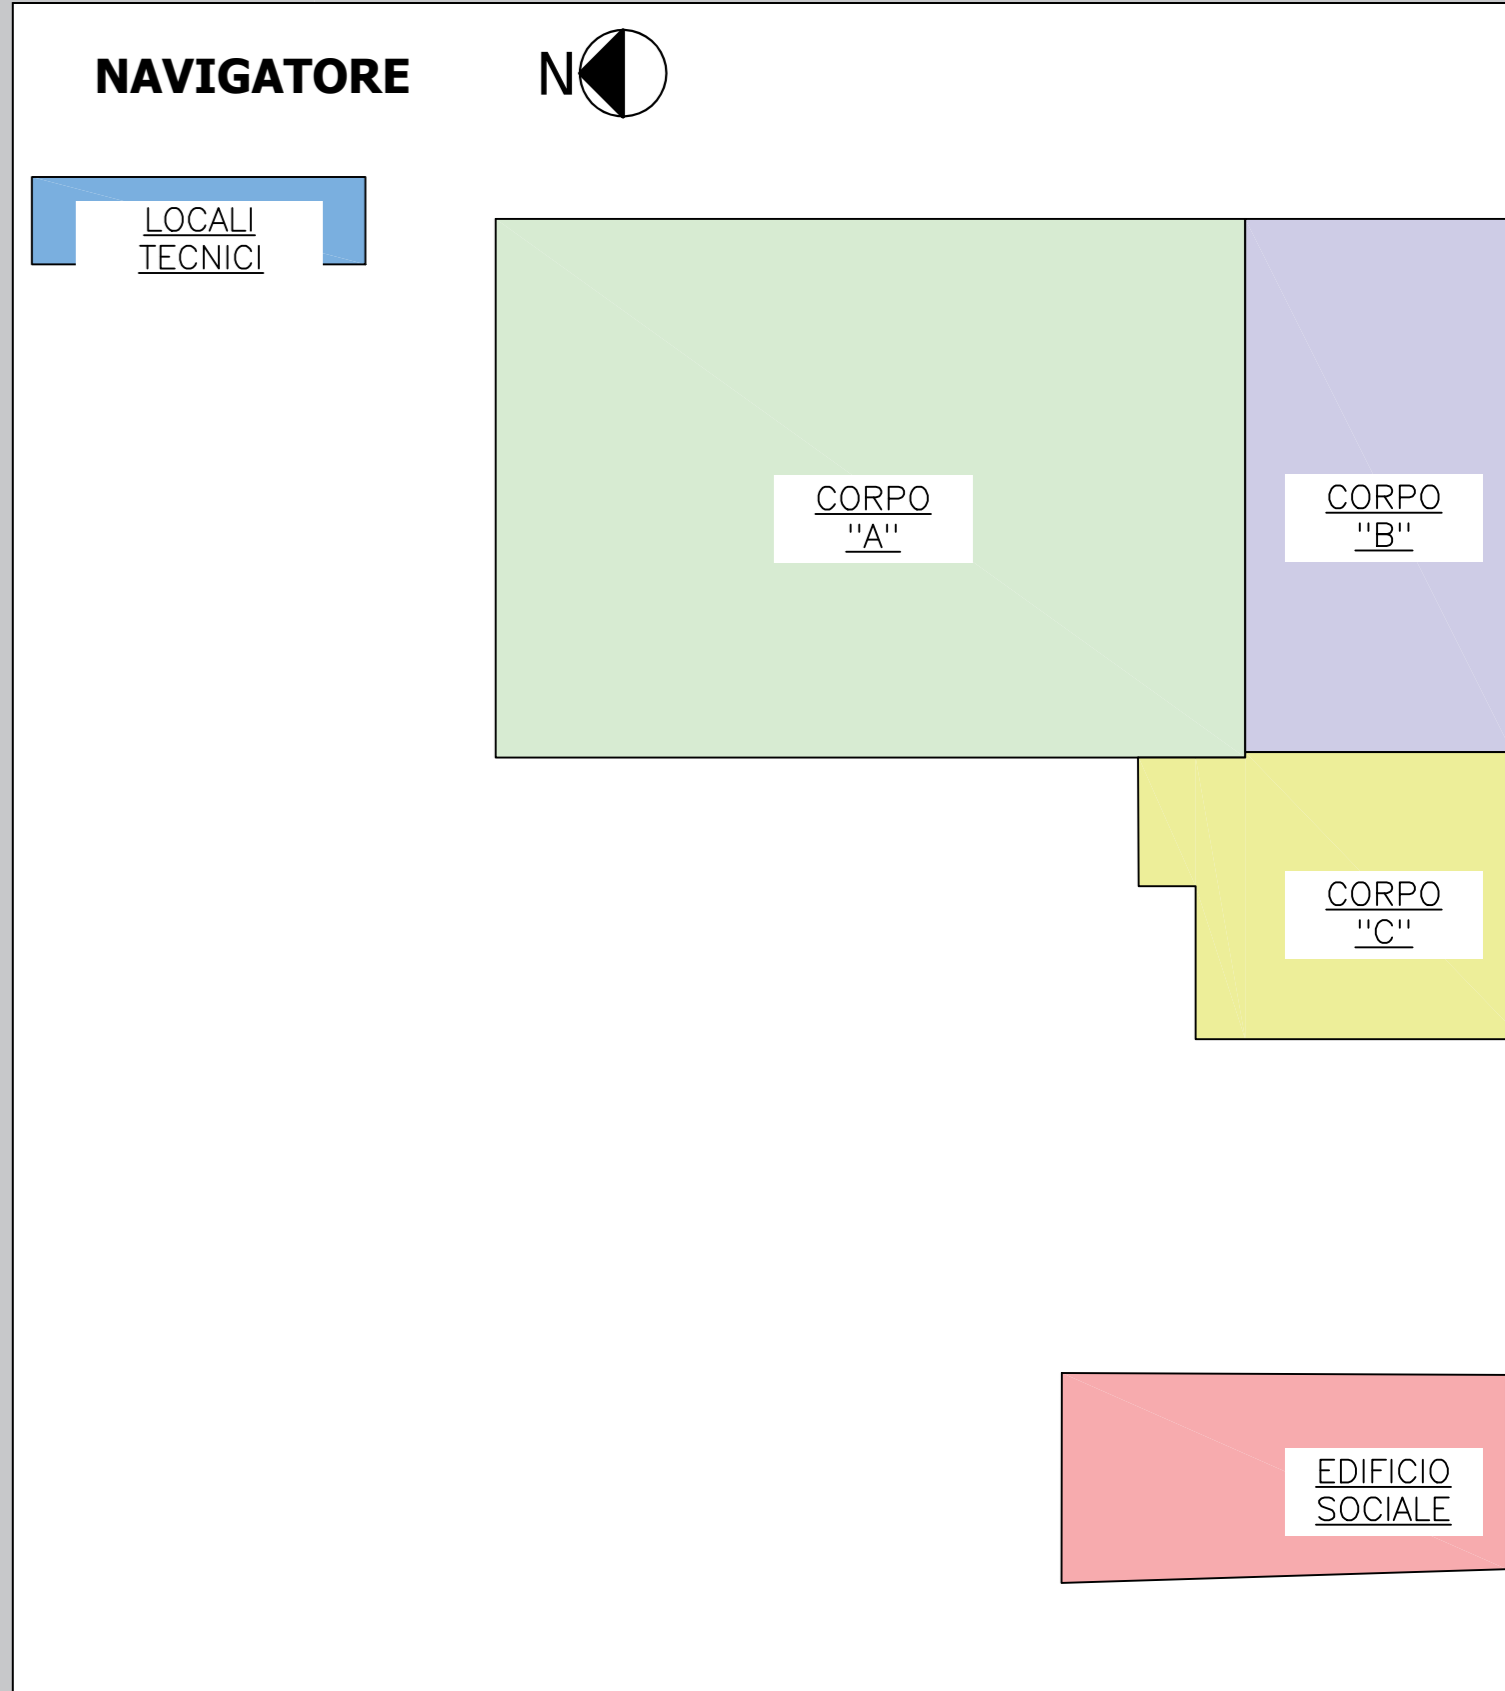 NAVIGATORE
N
LOCALI
TECNICI
CORPO
"A"
CORPO
"B"
CORPO
"C"
EDIFICIO
SOCIALE